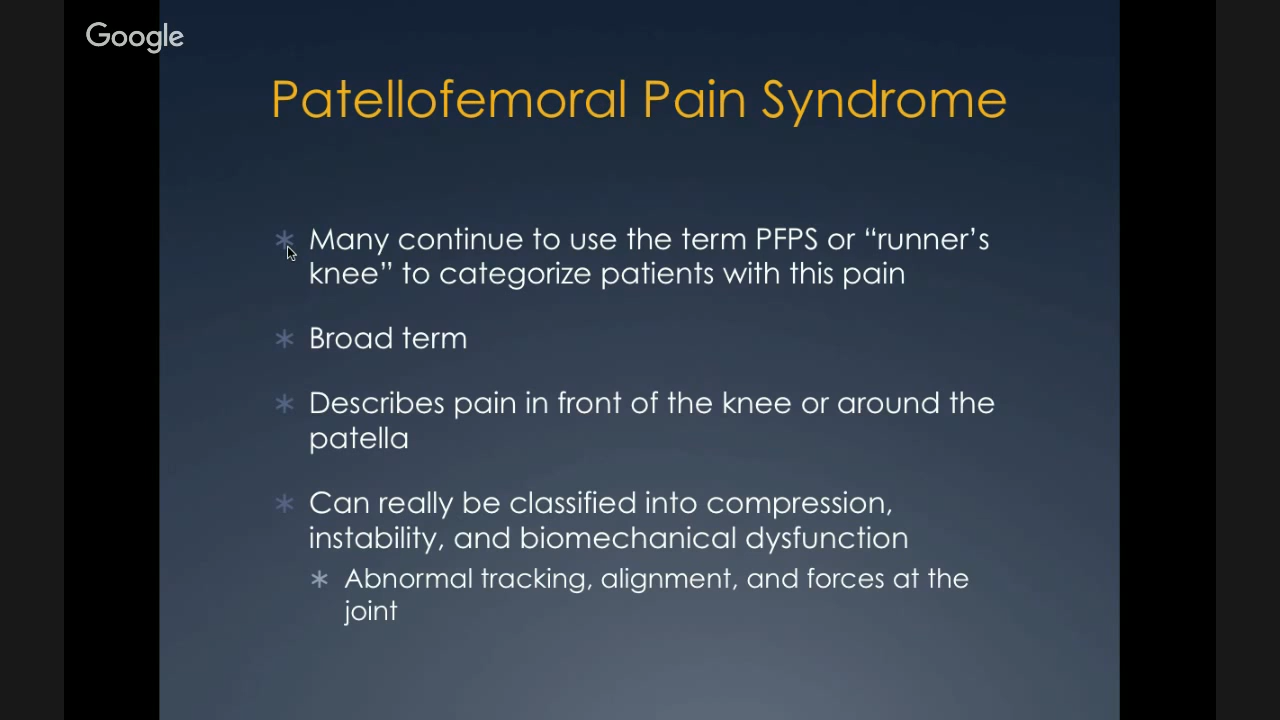 Google
Patellofemoral Pain Syndrome
Many continue to use the term PFPS or “runner’s
knee” to categorize patients with this pain
Broad term
Describes pain in front of the knee or around the
patella
Can really be classified into compression,
instability, and biomechanical dysfunction
Abnormal tracking, alignment, and forces at the
joint